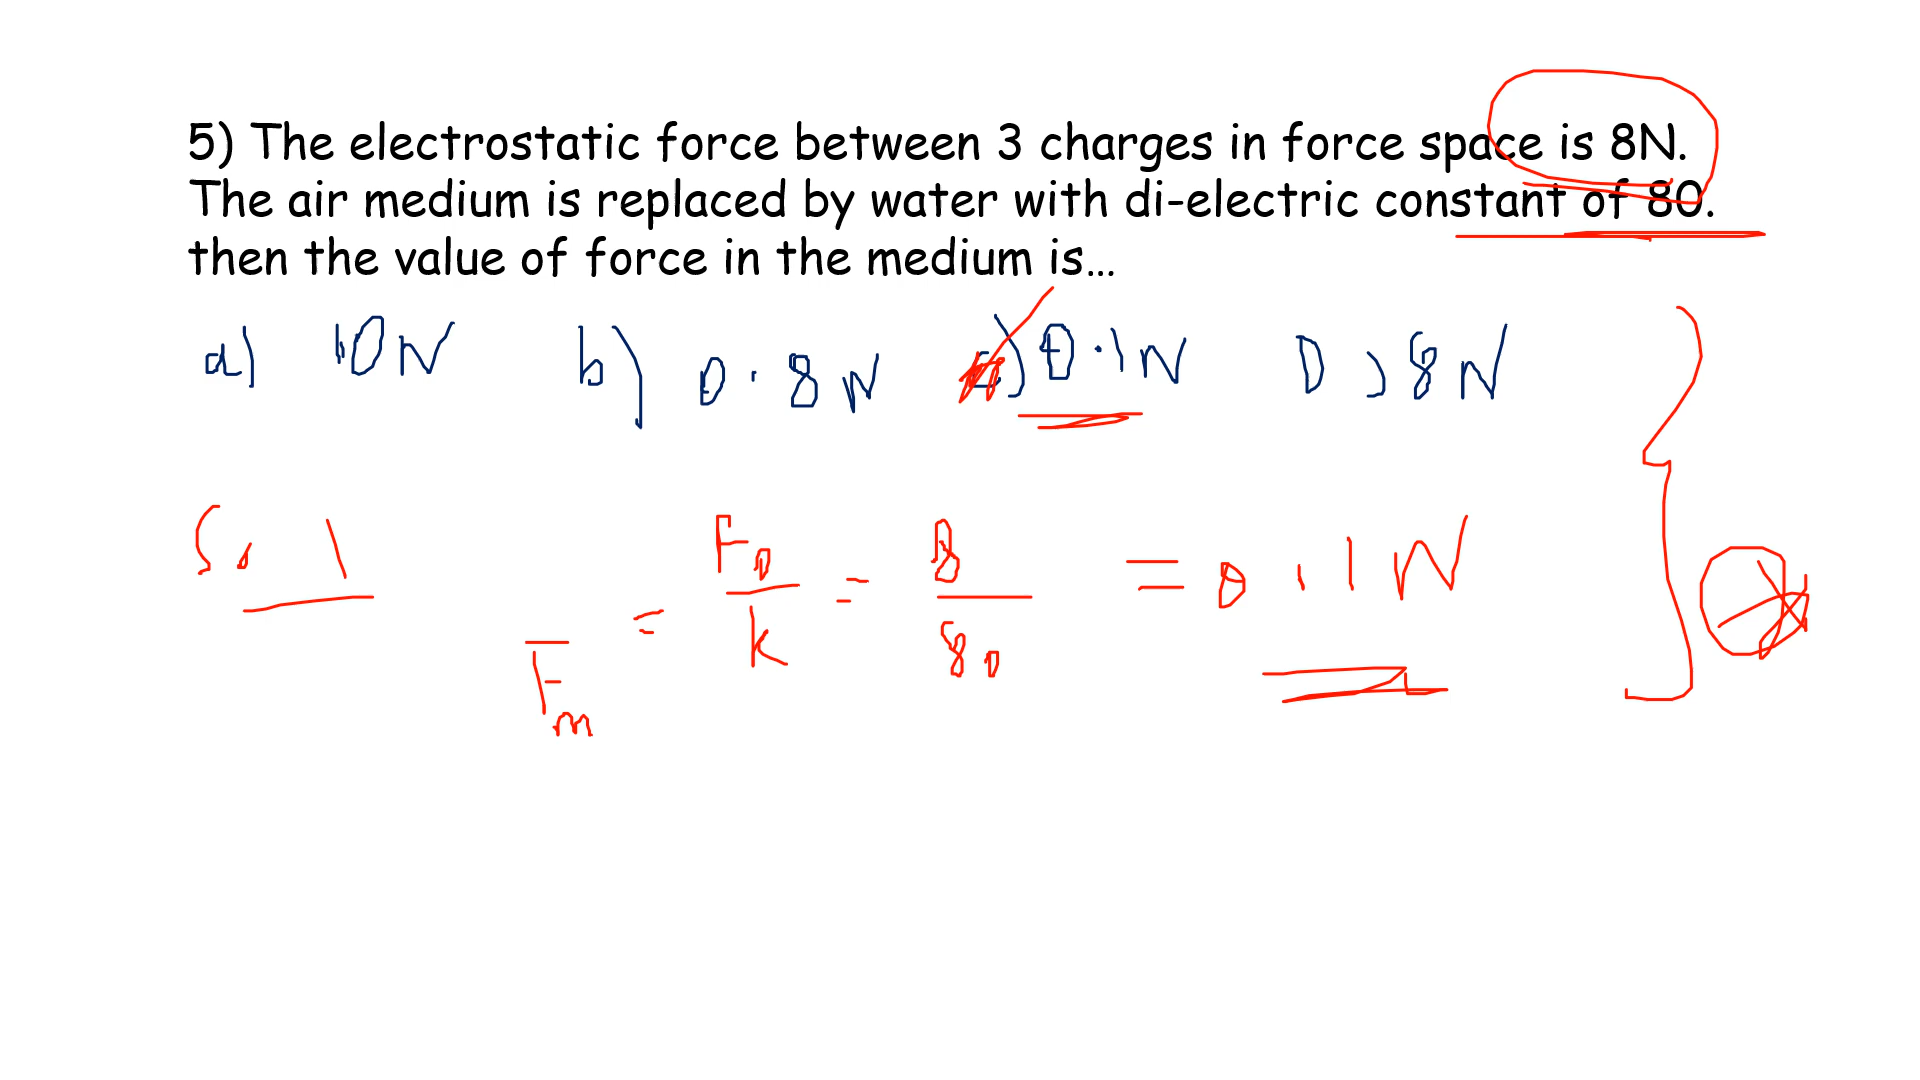 5) The electrostatic force between 3 charges in force space is 8N.
The air medium is replaced by water with di-electric constant of 80.
then the value of force in the medium is...
a) 10N b) 0.8N c) 0.1N D) 8N
Fm = F0/k = 8/80 = 0.1N